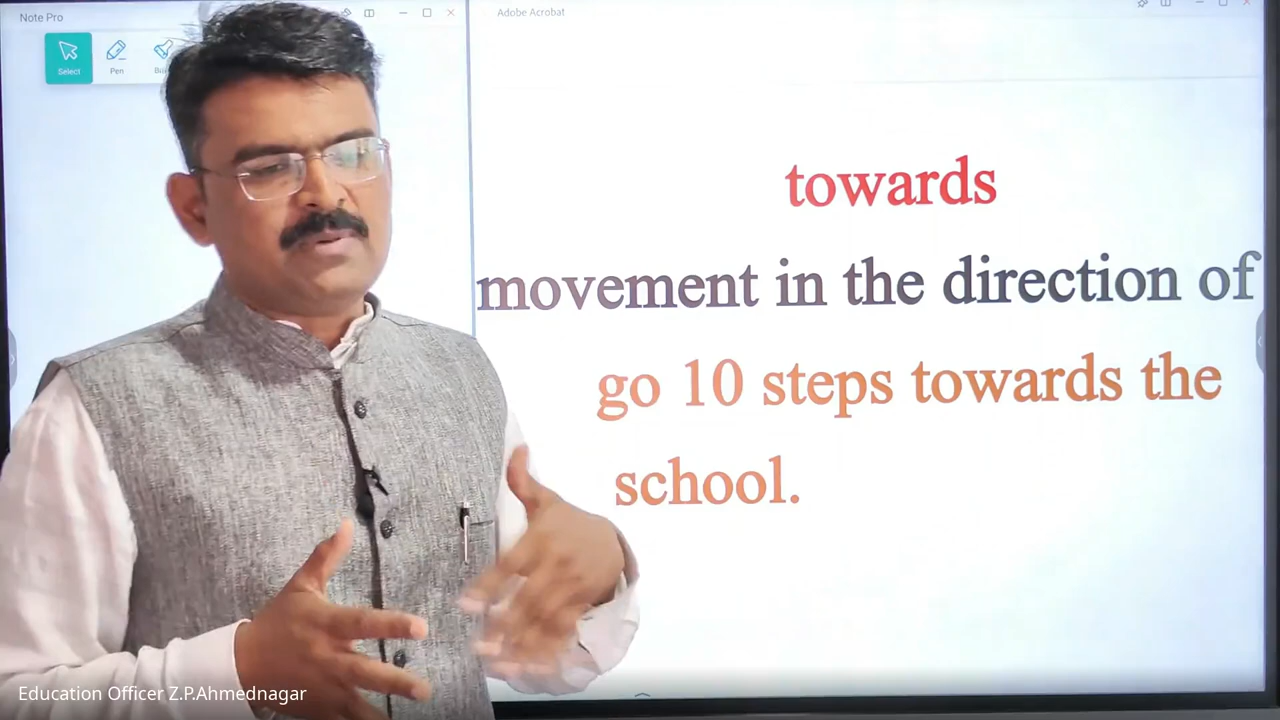 Note Pro
Adobe Acrobat
Select
Pen
towards
movement in the direction of
go 10 steps towards the
school.
Education Officer Z.P.Ahmednagar